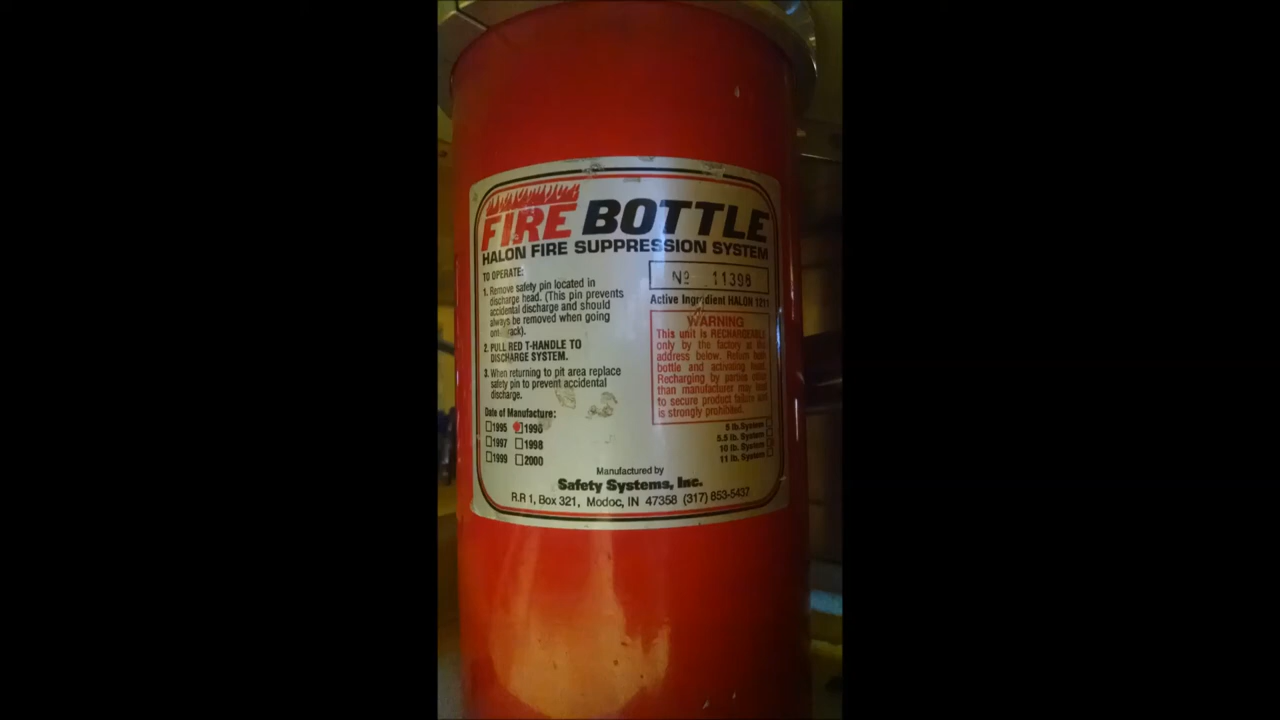 FIRE BOTTLE
HALON FIRE SUPPRESSION SYSTEM
TO OPERATE:
1. Remove safety pin located in
discharge head. (This pin prevents
accidental discharge and should
always be removed when going
rack).
2. PULL RED T-HANDLE TO
DISCHARGE SYSTEM.
3. When returning to pit area replace
safety pin to prevent accidental
discharge.
Date of Manufacture:
1995 1996
1997 1998
1999 2000
Nº 11398
Active Ingredient HALON 1211
WARNING
This unit is RECHARGEABLE
only by the factory at the
address below. Return both
bottle and activating head.
Recharging by parties other
than manufacturer may lead
to secure product failure and
is strongly prohibited.
5 lb. System
5.5 lb. System
10 lb. System
11 lb. System
Manufactured by
Safety Systems, Inc.
R.R 1, Box 321, Modoc, IN 47358 (317) 853-5437